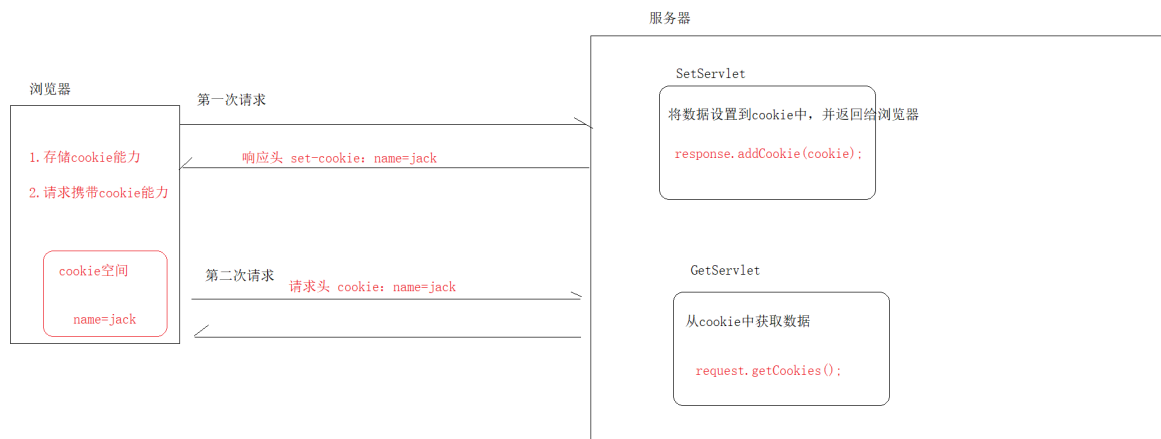 服务器
SetServlet
浏览器
第一次请求
将数据设置到cookie中，并返回给浏览器
1.存储cookie能力
响应头 set-cookie：name=jack
response.addCookie(cookie);
2.请求携带cookie能力
cookie空间
第二次请求
GetServlet
请求头 cookie：name=jack
name=jack
从cookie中获取数据
request.getCookies();